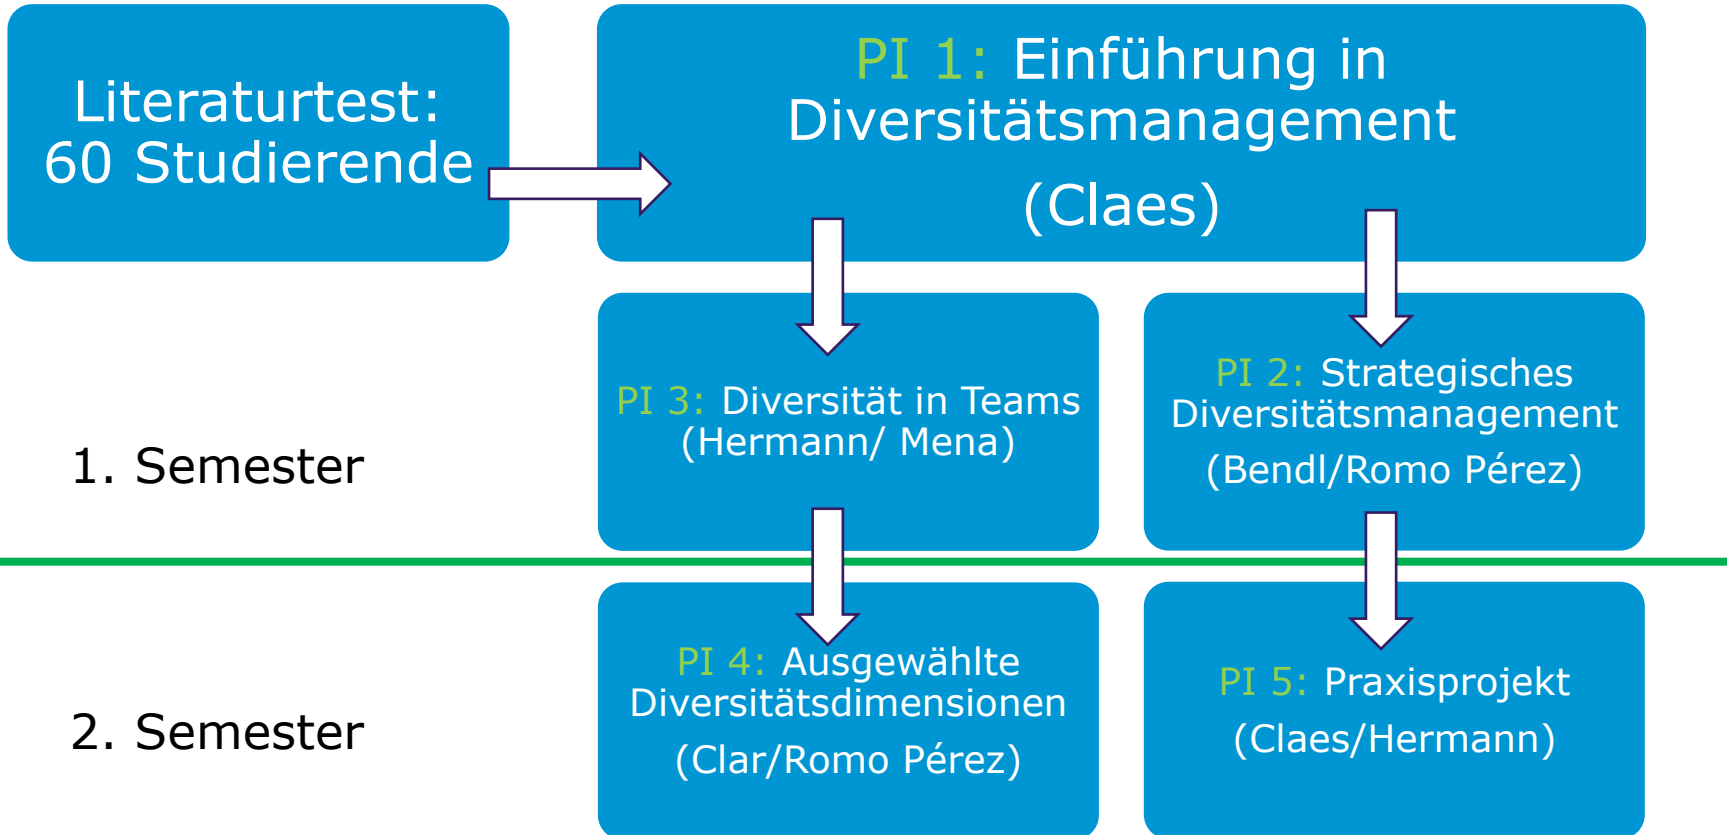 Literaturtest:
60 Studierende
PI 1: Einführung in
Diversitätsmanagement
(Claes)
1. Semester
PI 3: Diversität in Teams
(Hermann/ Mena)
PI 2: Strategisches
Diversitätsmanagement
(Bendl/Romo Pérez)
2. Semester
PI 4: Ausgewählte
Diversitätsdimensionen
(Clar/Romo Pérez)
PI 5: Praxisprojekt
(Claes/Hermann)